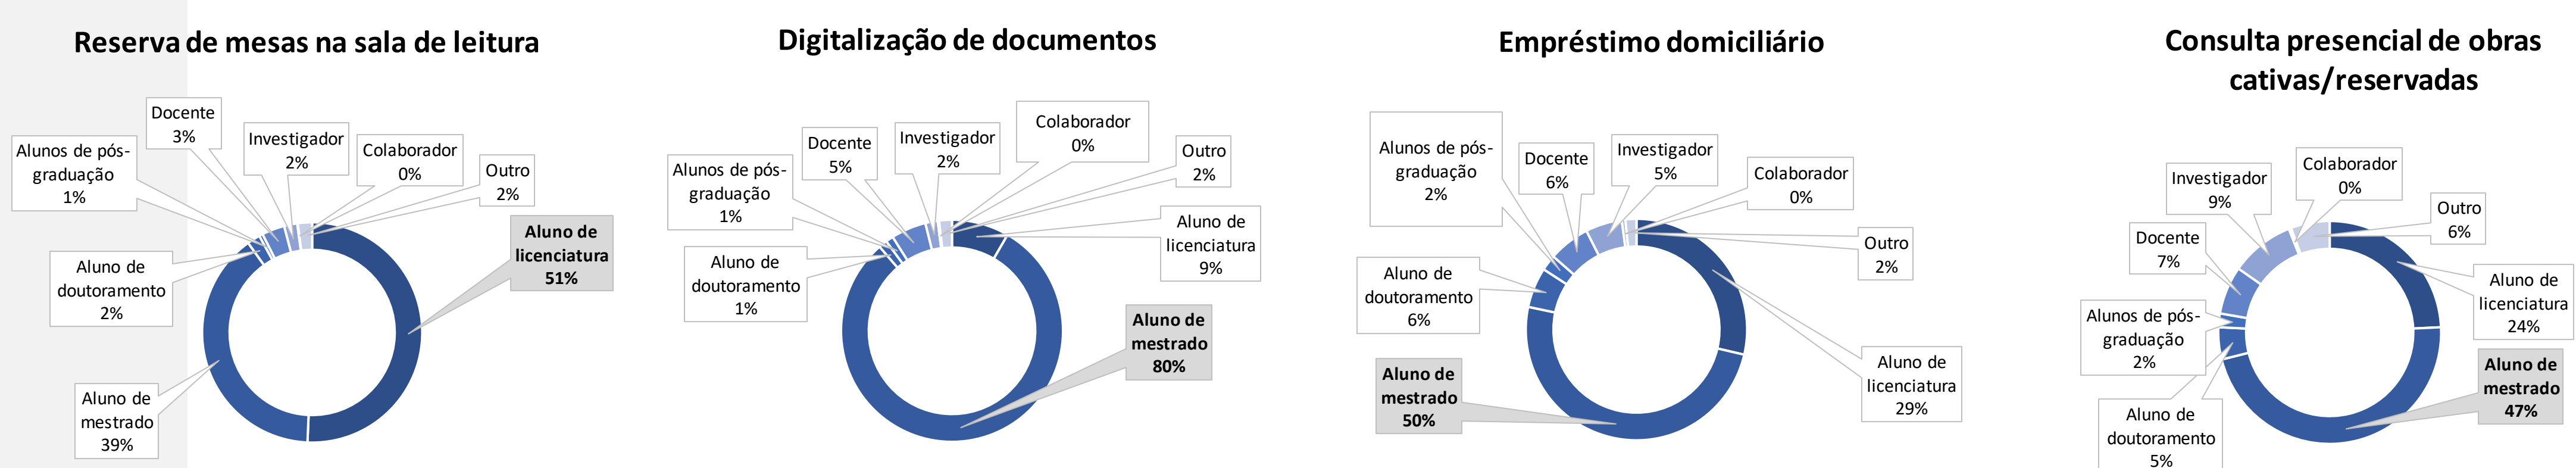 Reserva de mesas na sala de leitura
Docente
3%
Investigador
2%
Colaborador
0%
Outro
2%
Alunos de pós-
graduação
1%
Aluno de
licenciatura
51%
Aluno de
doutoramento
2%
Aluno de
mestrado
39%
Digitalização de documentos
Colaborador
0%
Investigador
2%
Docente
5%
Outro
2%
Alunos de pós-
graduação
1%
Aluno de
licenciatura
9%
Aluno de
doutoramento
1%
Aluno de
mestrado
80%
Empréstimo domiciliário
Alunos de pós-
graduação
2%
Docente
6%
Investigador
5%
Colaborador
0%
Outro
2%
Aluno de
doutoramento
6%
Aluno de
licenciatura
29%
Aluno de
mestrado
50%
Consulta presencial de obras
cativas/reservadas
Colaborador
0%
Investigador
9%
Outro
6%
Docente
7%
Aluno de
licenciatura
24%
Alunos de pós-
graduação
2%
Aluno de
mestrado
47%
Aluno de
doutoramento
5%